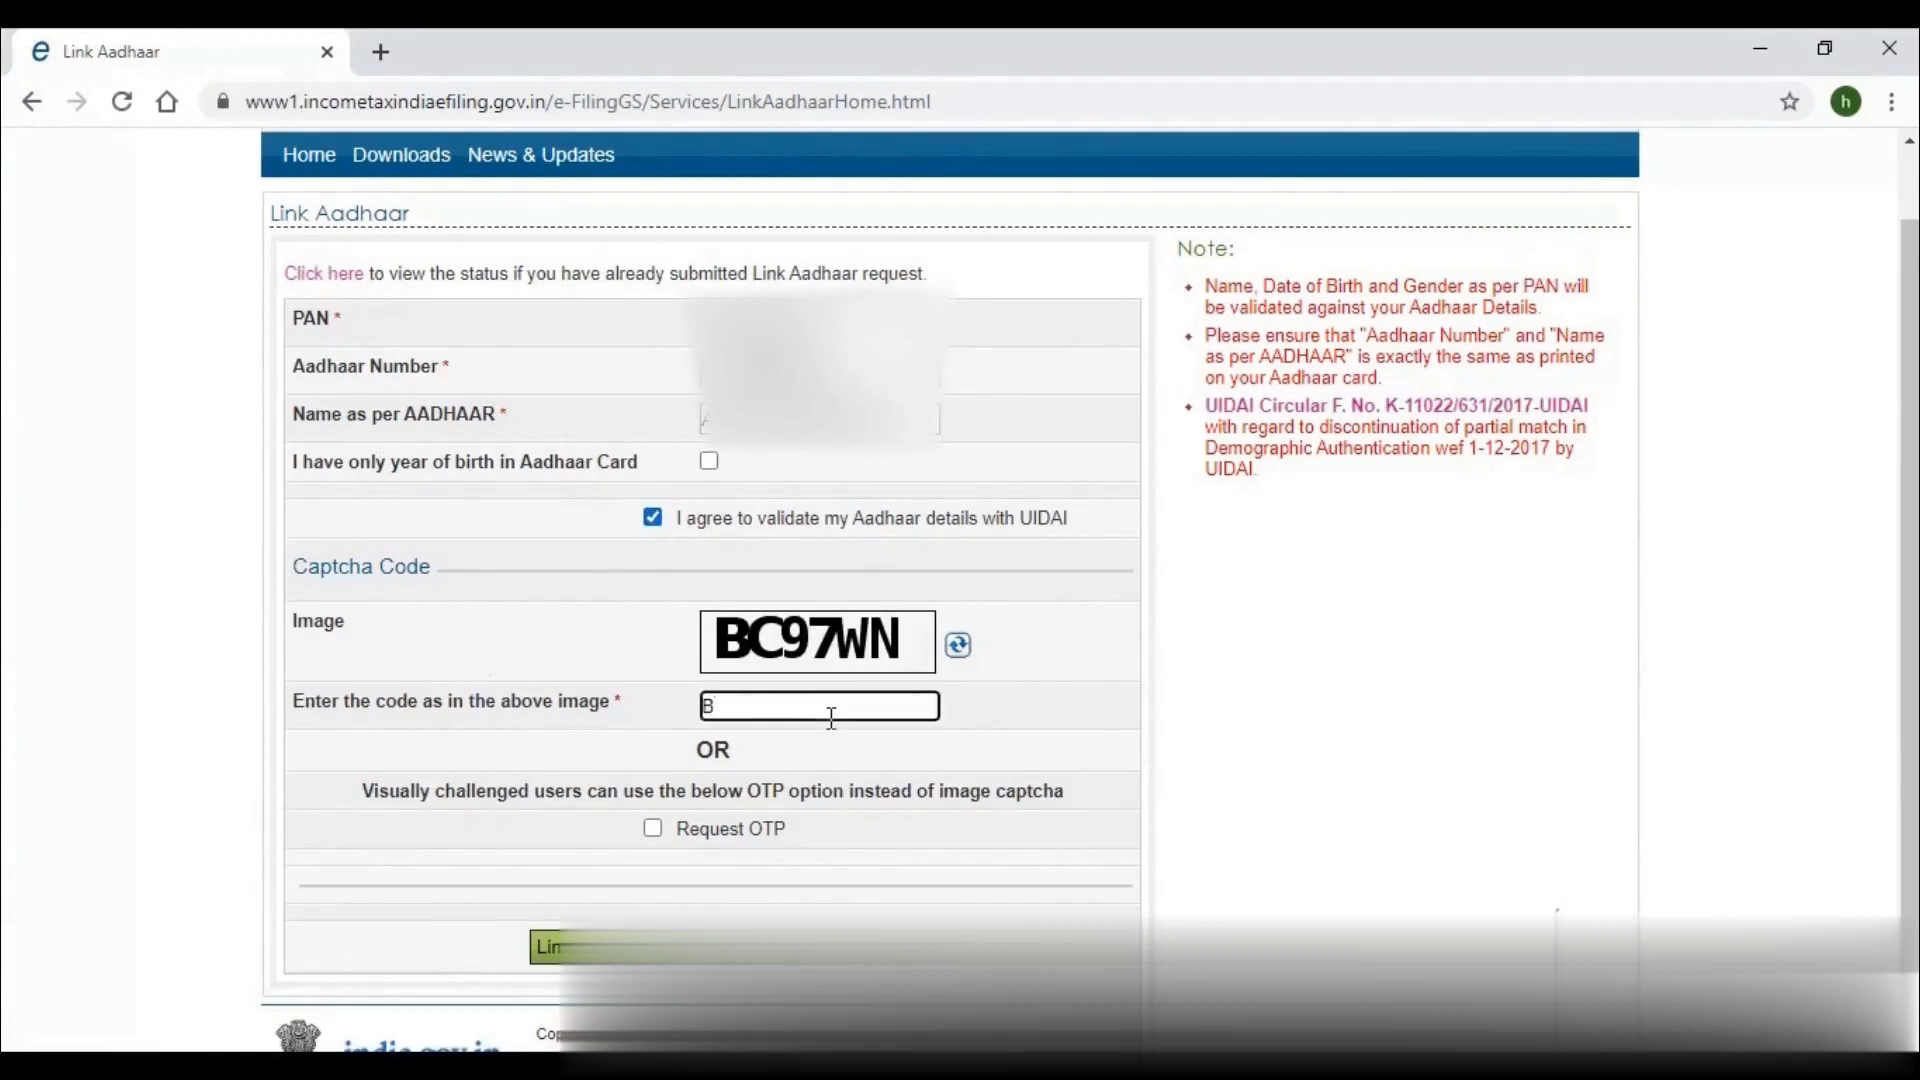 Link Aadhaar
www1.incometaxindiaefiling.gov.in/e-FilingGS/Services/LinkAadhaarHome.html
h
Home Downloads News & Updates
Link Aadhaar
Click here to view the status if you have already submitted Link Aadhaar request.
PAN *
Aadhaar Number *
Name as per AADHAAR *
I have only year of birth in Aadhaar Card
I agree to validate my Aadhaar details with UIDAI
Captcha Code
Image
BC97WN
Enter the code as in the above image *
B
OR
Visually challenged users can use the below OTP option instead of image captcha
Request OTP
Note:
Name, Date of Birth and Gender as per PAN will
be validated against your Aadhaar Details.
Please ensure that "Aadhaar Number" and "Name
as per AADHAAR" is exactly the same as printed
on your Aadhaar card.
UIDAI Circular F. No. K-11022/631/2017-UIDAI
with regard to discontinuation of partial match in
Demographic Authentication wef 1-12-2017 by
UIDAI.
india.gov.in